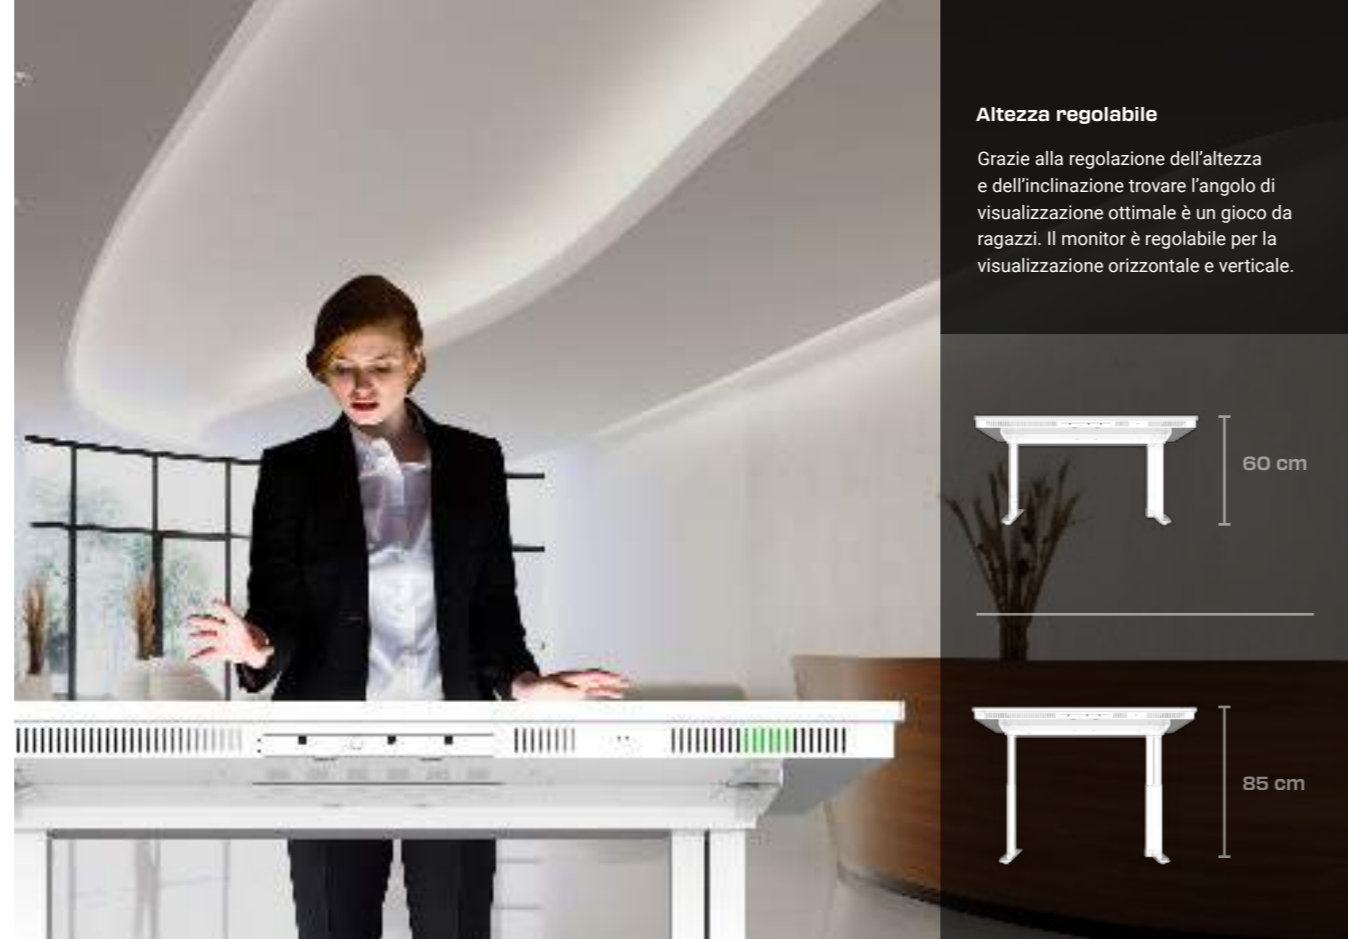 Altezza regolabile
Grazie alla regolazione dell’altezza
e dell’inclinazione trovare l’angolo di
visualizzazione ottimale è un gioco da
ragazzi. Il monitor è regolabile per la
visualizzazione orizzontale e verticale.
60 cm
85 cm